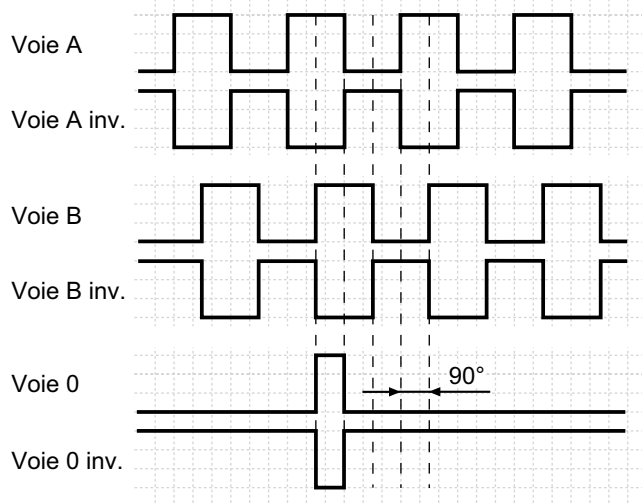 Voie A
Voie A inv.
Voie B
Voie B inv.
Voie 0
90°
Voie 0 inv.